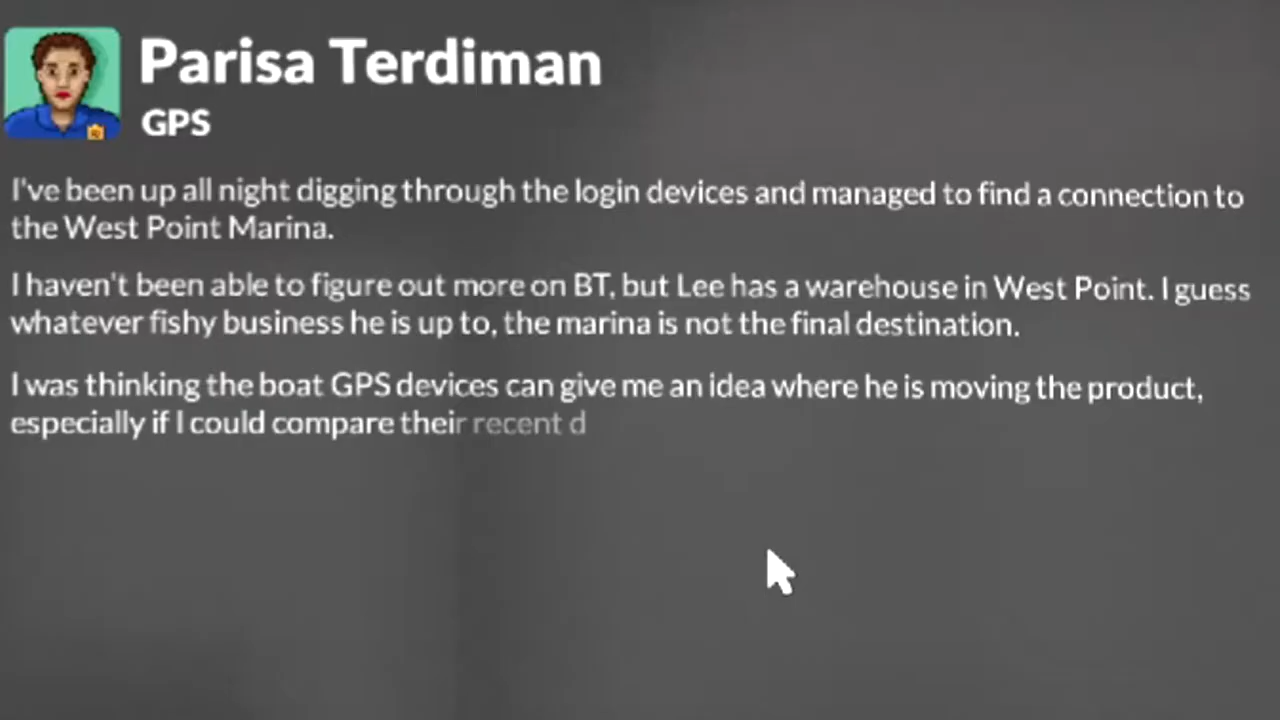 Parisa Terdiman
GPS
I've been up all night digging through the login devices and managed to find a connection to
the West Point Marina.
I haven't been able to figure out more on BT, but Lee has a warehouse in West Point. I guess
whatever fishy business he is up to, the marina is not the final destination.
I was thinking the boat GPS devices can give me an idea where he is moving the product,
especially if I could compare their recent d